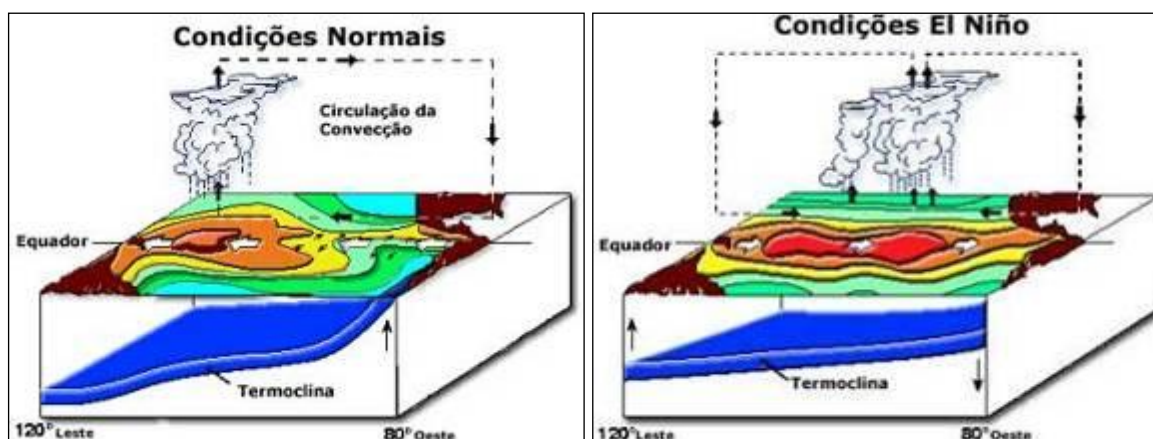 Condições Normais
Circulação da
Convecção
Equador
Termoclina
120° Leste
80° Oeste
Condições El Niño
Equador
Termoclina
120° Leste
80° Oeste